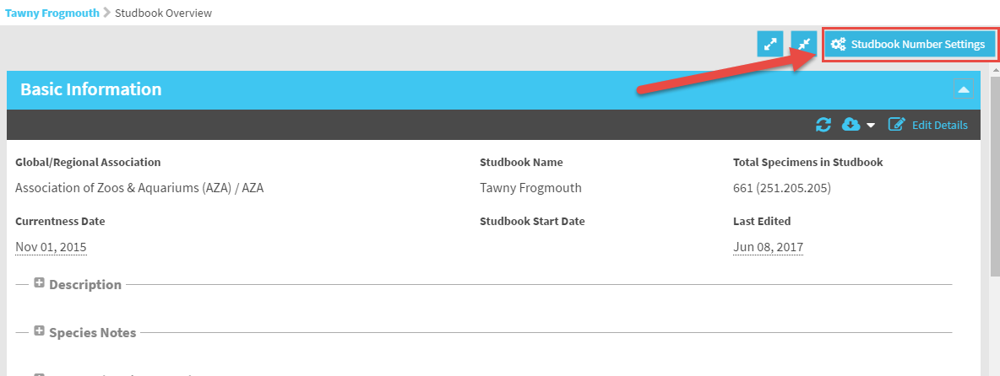 Tawny Frogmouth Studbook Overview
Studbook Number Settings
Basic Information
Edit Details
Global/Regional Association Studbook Name Total Specimens in Studbook
Association of Zoos & Aquariums (AZA) / AZA Tawny Frogmouth 661 (251.205.205)
Currentness Date Studbook Start Date Last Edited
Nov 01, 2015 Jun 08, 2017
Description
Species Notes